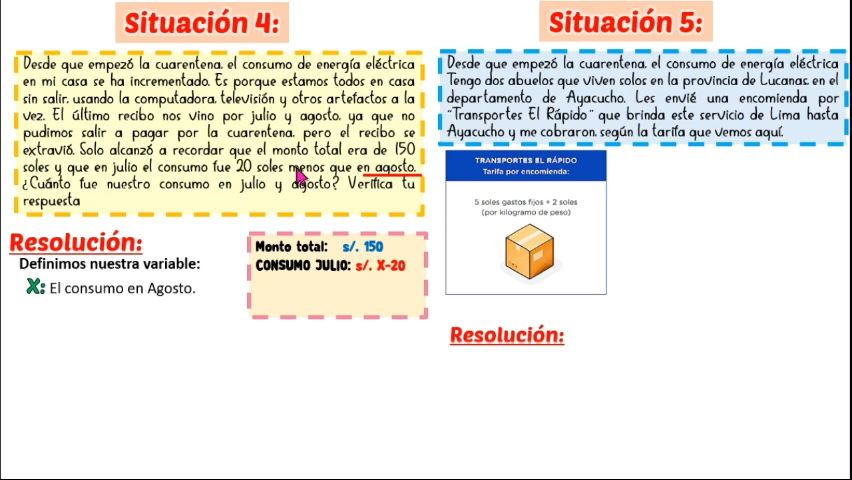 Situación 4:
Desde que empezó la cuarentena, el consumo de energía eléctrica
en mi casa se ha incrementado. Es porque estamos todos en casa
sin salir, usando la computadora, televisión y otros artefactos a la
vez. El último recibo nos vino por julio y agosto, ya que no
pudimos salir a pagar por la cuarentena, pero el recibo se
extravió. Solo alcanzó a recordar que el monto total era de 150
soles y que en julio el consumo fue 20 soles menos que en agosto.
¿Cuánto fue nuestro consumo en julio y agosto? Verifica tu
respuesta
Resolución:
Definimos nuestra variable:
X: El consumo en Agosto.
Monto total: s/. 150
CONSUMO JULIO: s/. X-20
Situación 5:
Desde que empezó la cuarentena, el consumo de energía eléctrica
Tengo dos abuelos que viven solos en la provincia de Lucanas, en el
departamento de Ayacucho. Les envié una encomienda por
"Transportes El Rápido" que brinda este servicio de Lima hasta
Ayacucho y me cobraron, según la tarifa que vemos aquí.
TRANSPORTES EL RÁPIDO
Tarifa por encomienda:
5 soles gastos fijos + 2 soles
(por kilogramo de peso)
Resolución: